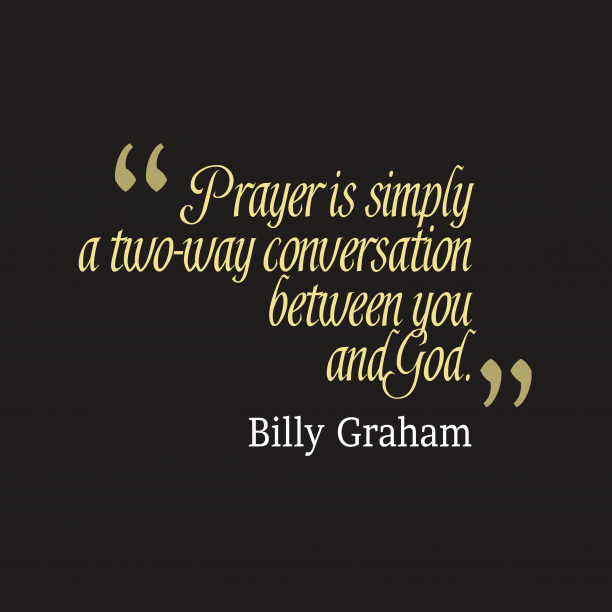 “Prayer is simply
a two-way conversation
between you
and God.”
Billy Graham